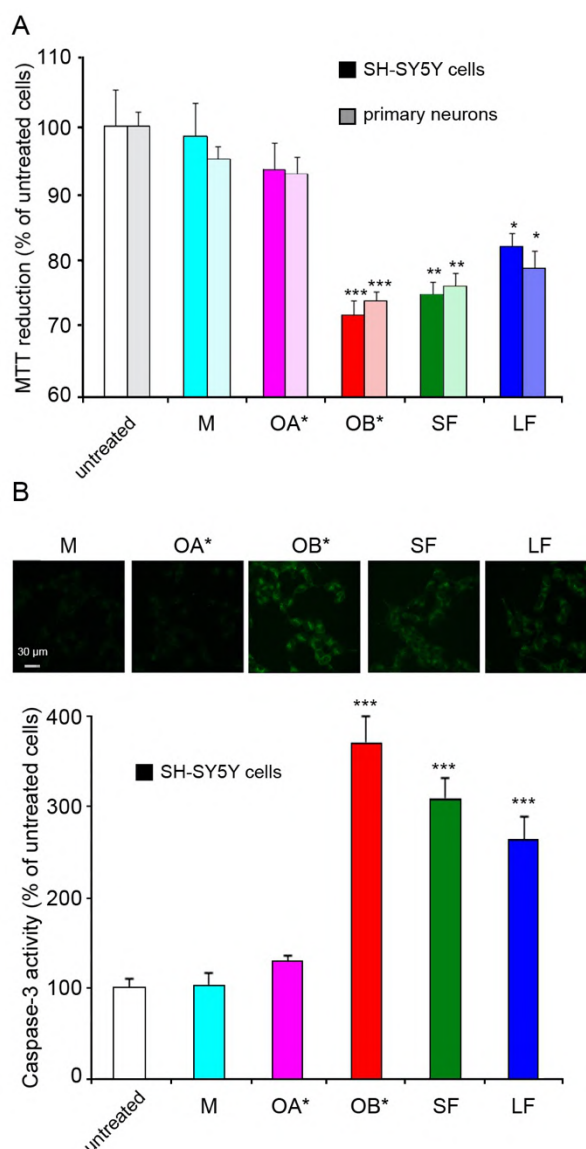 A
MTT reduction (% of untreated cells)
110
100
90
80
70
60
SH-SY5Y cells
primary neurons
*** ***
** **
* *
untreated M OA* OB* SF LF
B
M OA* OB* SF LF
30 µm
Caspase-3 activity (% of untreated cells)
400
300
200
100
0
SH-SY5Y cells
***
***
***
untreated M OA* OB* SF LF